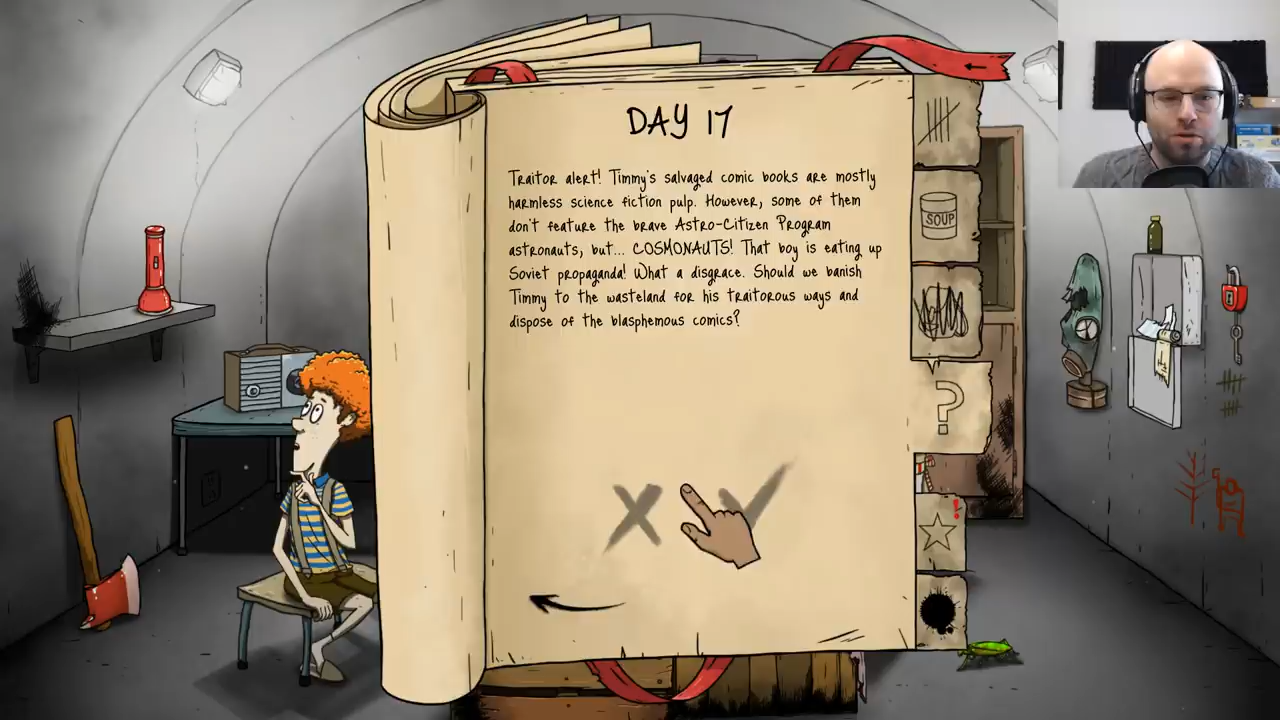 DAY 17
Traitor alert! Timmy's salvaged comic books are mostly
harmless science fiction pulp. However, some of them
don't feature the brave Astro-Citizen Program
astronauts, but... COSMONAUTS! That boy is eating up
Soviet propaganda! What a disgrace. Should we banish
Timmy to the wasteland for his traitorous ways and
dispose of the blasphemous comics?
SOUP
?
!